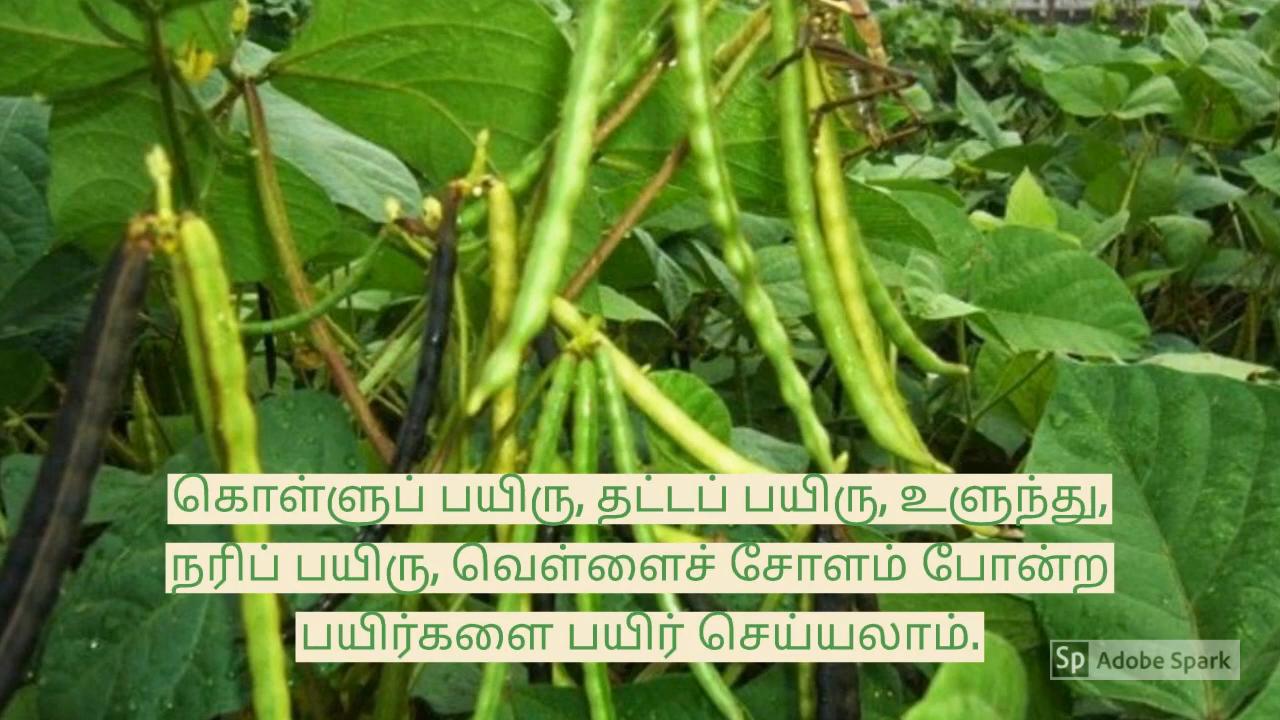 கொள்ளுப் பயிரு, தட்டப் பயிரு, உளுந்து,
நரிப் பயிரு, வெள்ளைச் சோளம் போன்ற
பயிர்களை பயிர் செய்யலாம்.
Sp Adobe Spark